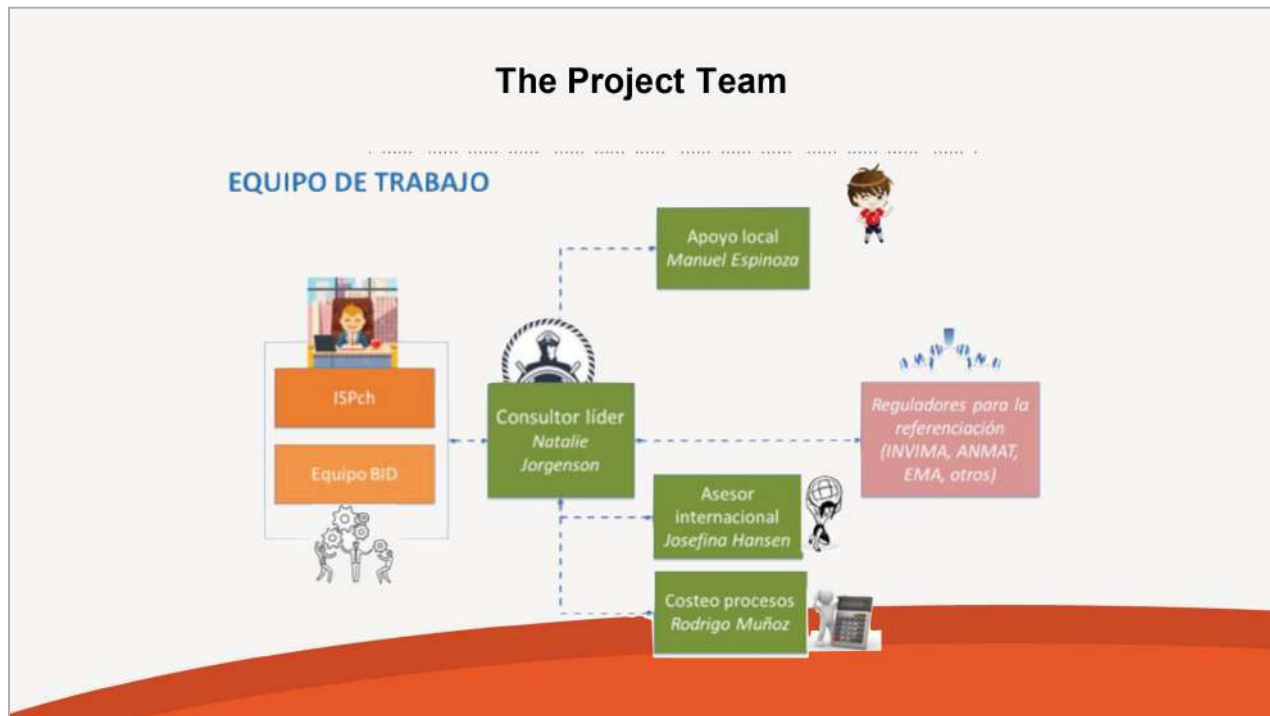 The Project Team
EQUIPO DE TRABAJO
Apoyo local
Manuel Espinoza
ISPch
Equipo BID
Consultor líder
Natalie
Jorgenson
Reguladores para la
referenciación
(INVIMA, ANMAT,
EMA, otros)
Asesor
internacional
Josefina Hansen
Costeo procesos
Rodrigo Muñoz